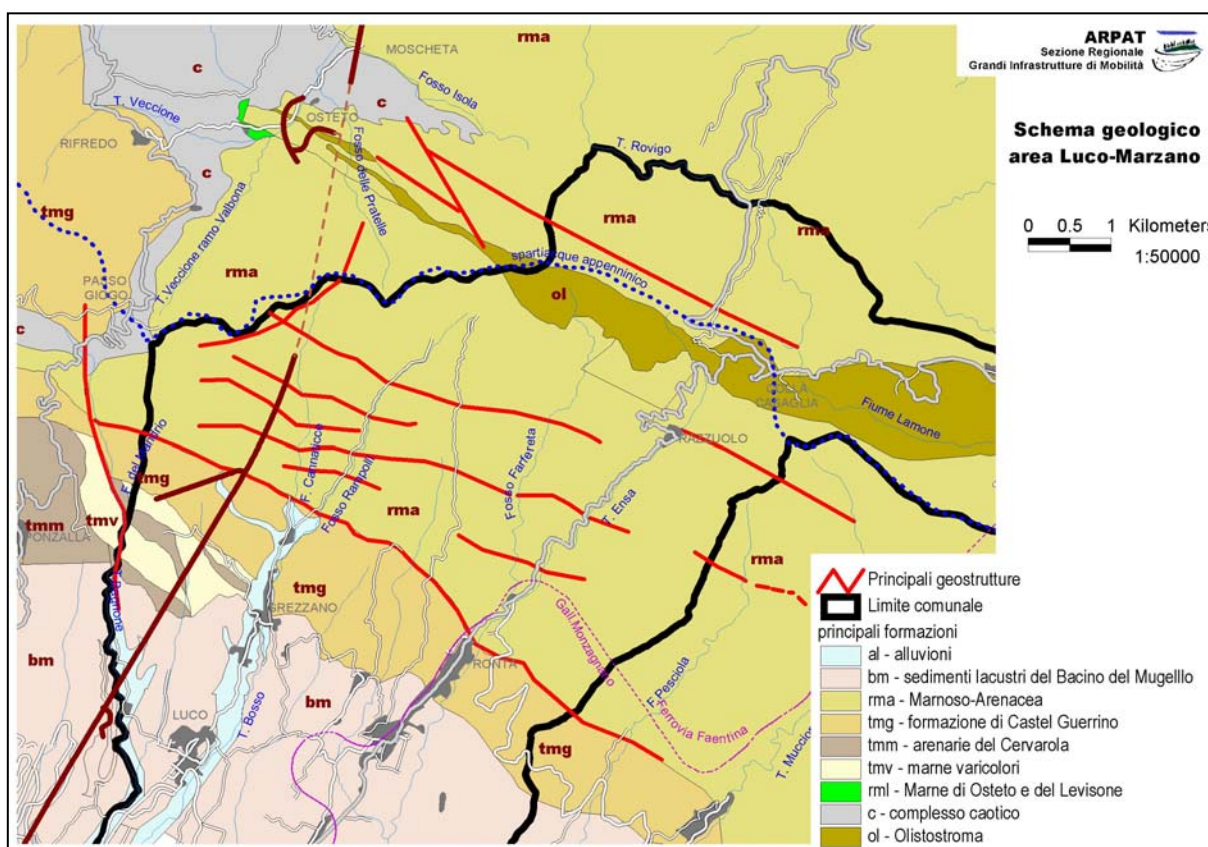 ARPAT
Sezione Regionale
Grandi Infrastrutture di Mobilità
Schema geologico
area Luco-Marzano
0 0.5 1 Kilometers
1:50000
rma
MOSCHETA
c
c
Fosso Isola
T. Veccione
OSTETO
RIFREDO
Fosso delle Pratelle
T. Rovigo
c
tmg
T.Veccione ramo Valbona
rma
rma
rma
spartiacque appenninico
PASSO
GIOGO
ol
c
COLLA
CASAGLIA
Fiume Lamone
RAZZUOLO
F. Cannaticce
Fosso Rampolli
Fosso Farfereta
T. Ensa
tmg
rma
tmm
PONZALLA
tmv
rma
tmg
GREZZANO
Gall.Monzagnano
RONTA
F.Pesciola
Ferrovia Faentina
bm
bm
LUCO
T. Bosso
tmg
Principali geostrutture
Limite comunale
principali formazioni
al - alluvioni
bm - sedimenti lacustri del Bacino del Mugelllo
rma - Marnoso-Arenacea
tmg - formazione di Castel Guerrino
tmm - arenarie del Cervarola
tmv - marne varicolori
rml - Marne di Osteto e del Levisone
c - complesso caotico
ol - Olistostroma